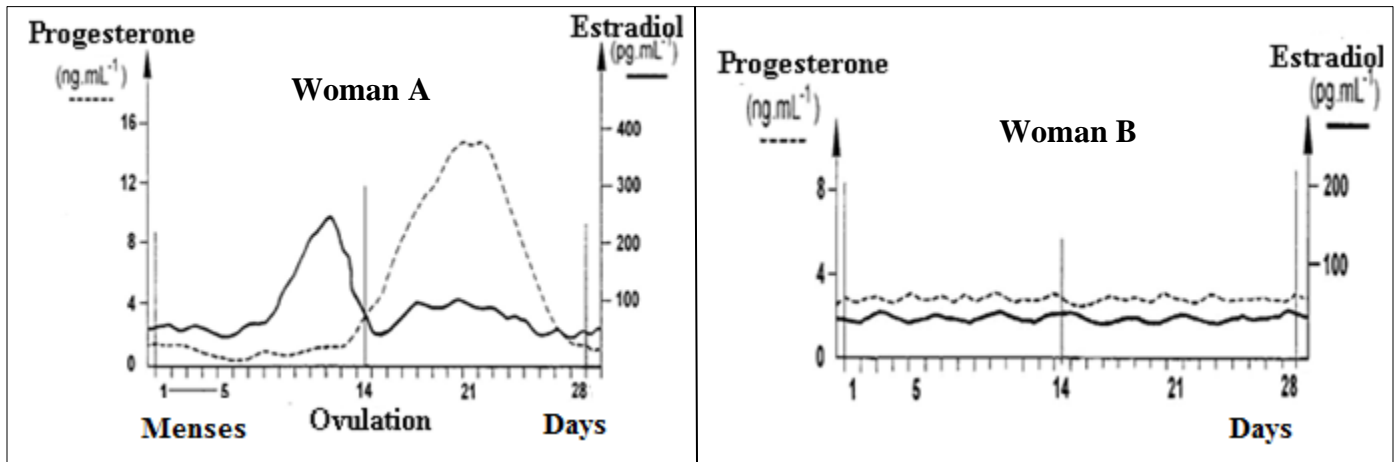 Progesterone
(ng.mL⁻¹)
Woman A
Estradiol
(pg.mL⁻¹)
16
12
8
4
0
400
300
200
100
1
5
14
21
28
Menses
Ovulation
Days
Progesterone
(ng.mL⁻¹)
Woman B
Estradiol
(pg.mL⁻¹)
8
4
0
200
100
1
5
14
21
28
Days